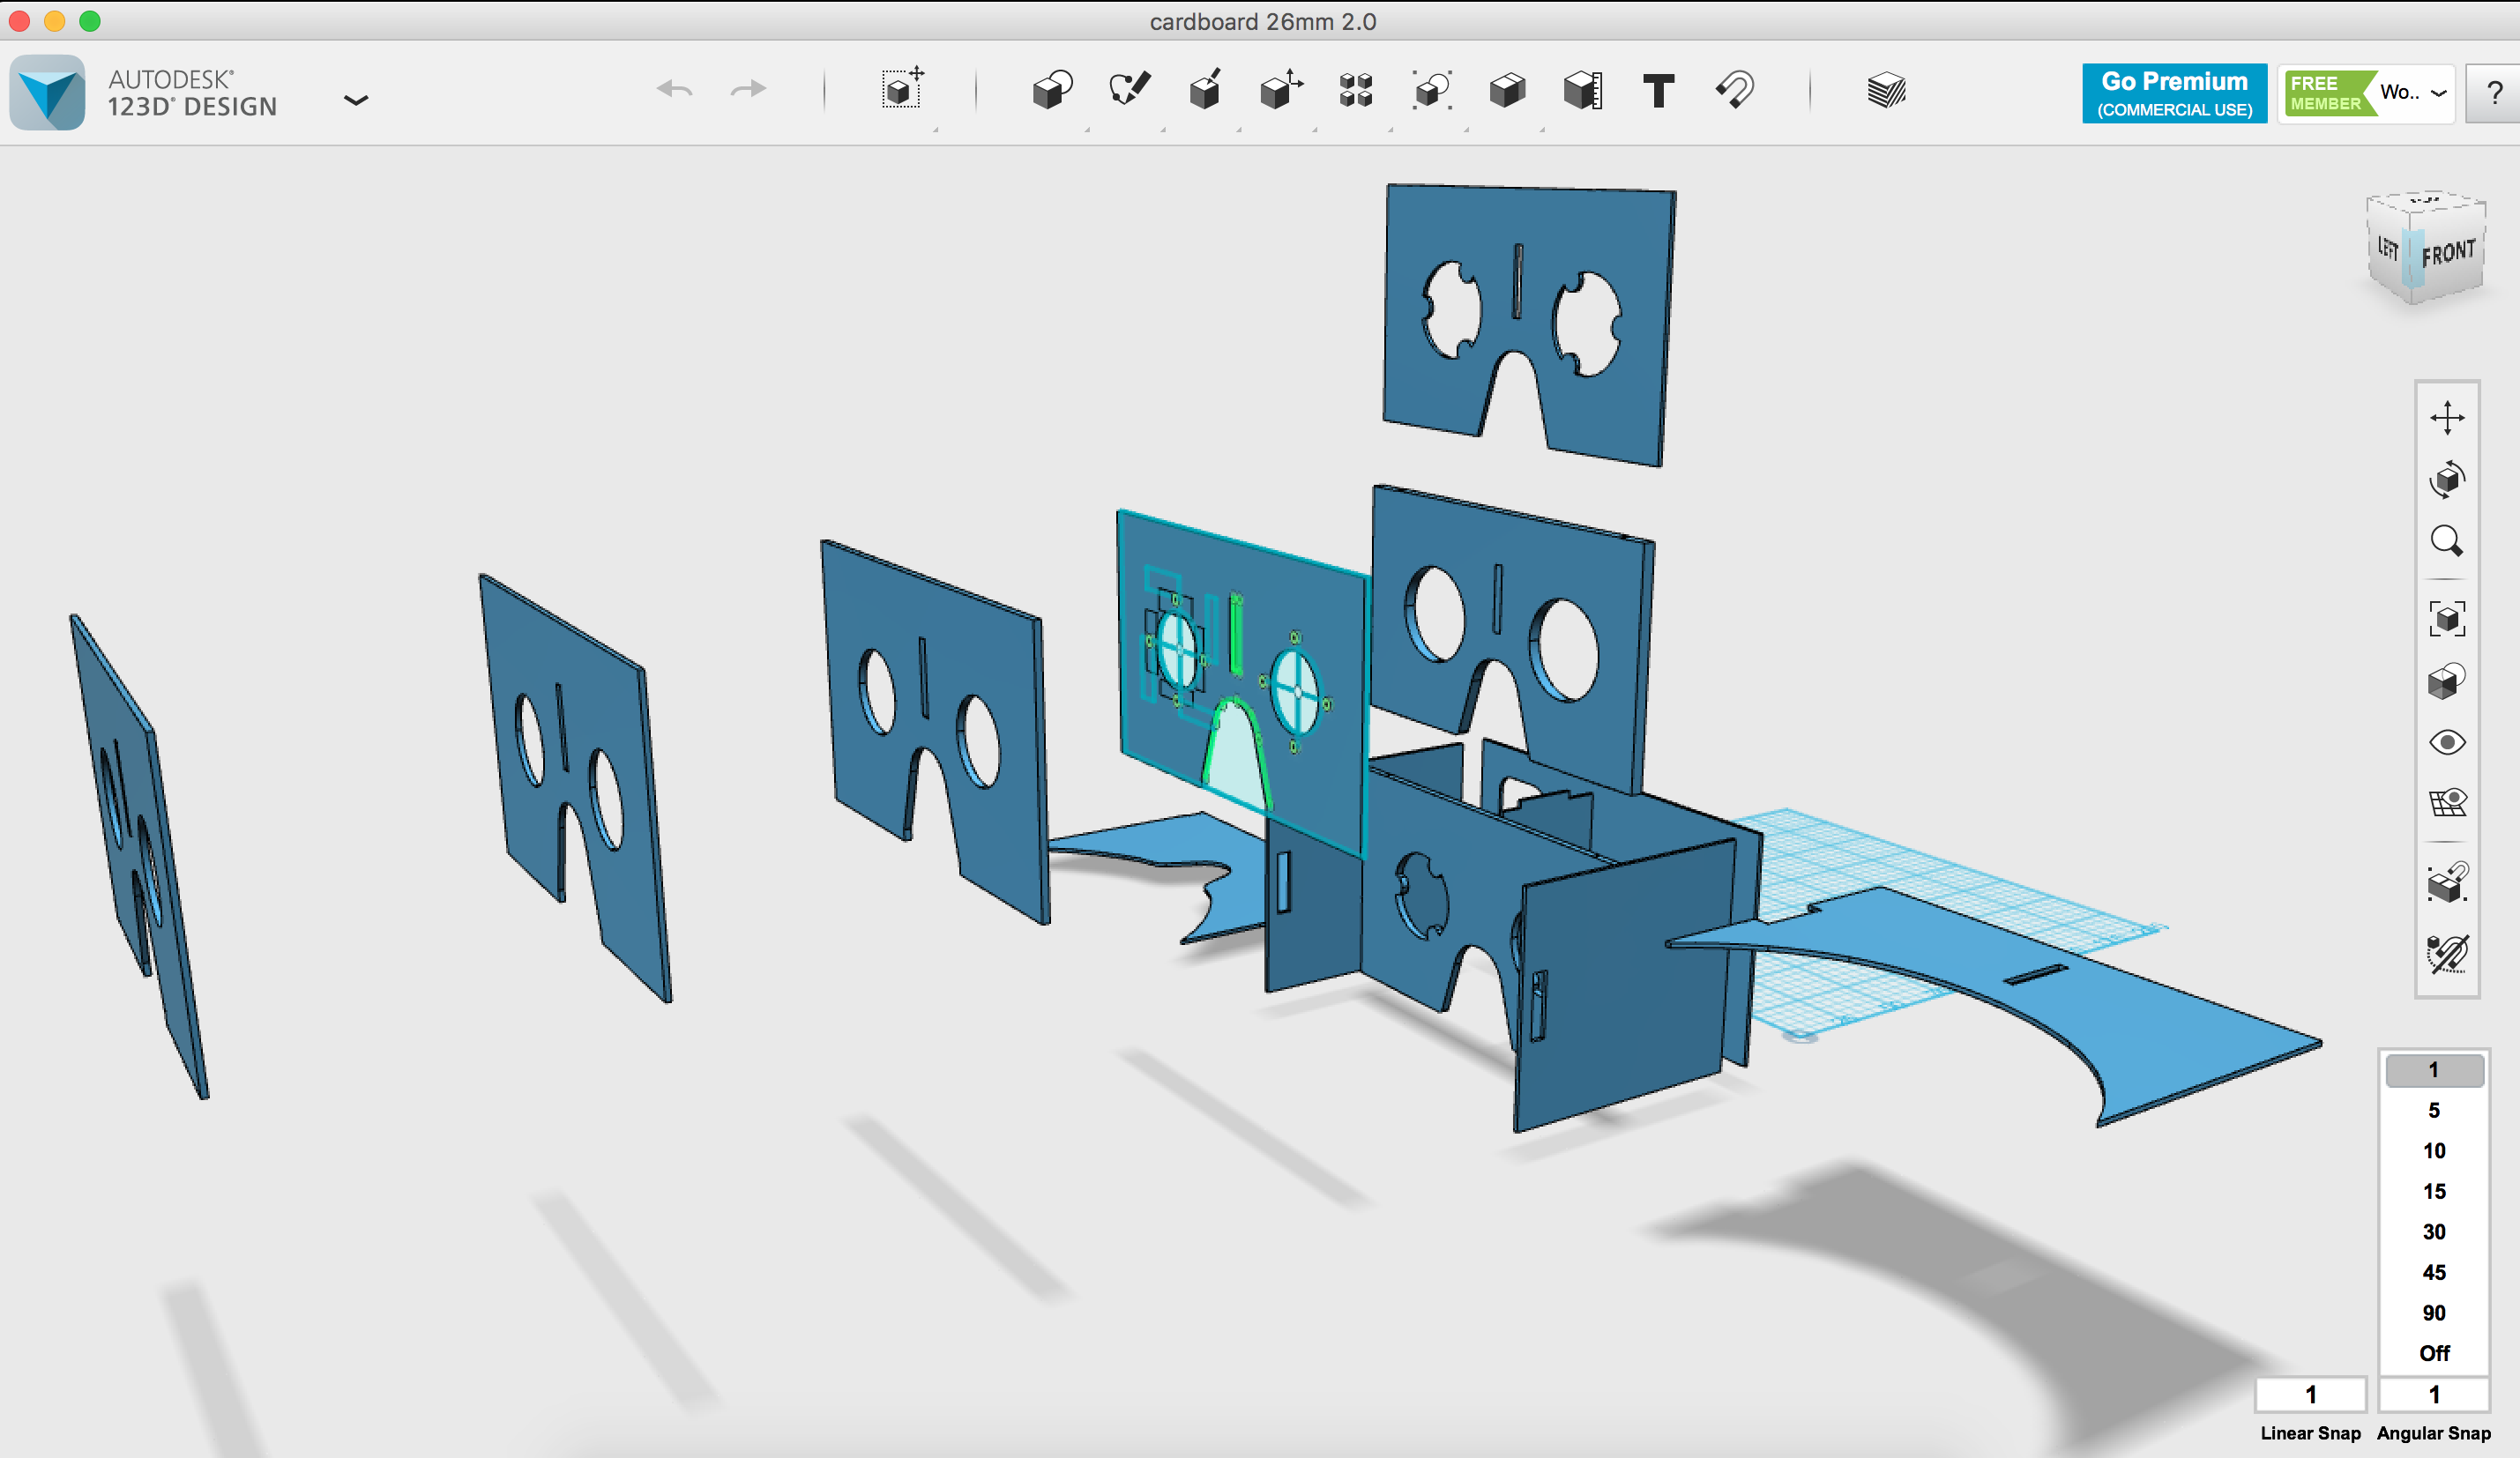 cardboard 26mm 2.0
AUTODESK®
123D® DESIGN
T
Go Premium
(COMMERCIAL USE)
FREE
MEMBER
Wo..
?
LEFT
FRONT
1
5
10
15
30
45
90
Off
1
1
Linear Snap
Angular Snap